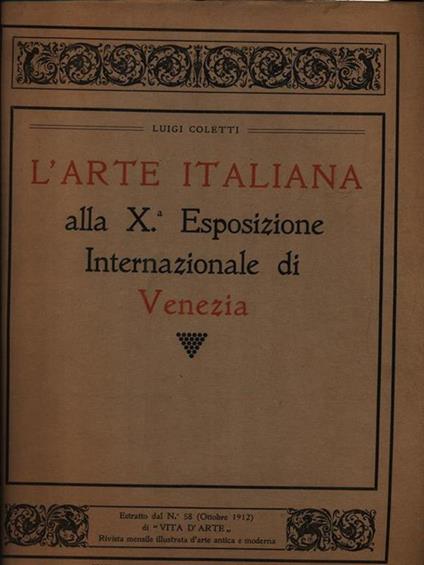 LUIGI COLETTI
L'ARTE ITALIANA
alla X.ª Esposizione
Internazionale di
Venezia
Estratto dal N.º 58 (Ottobre 1912)
di "VITA D'ARTE„
Rivista mensile illustrata d'arte antica e moderna